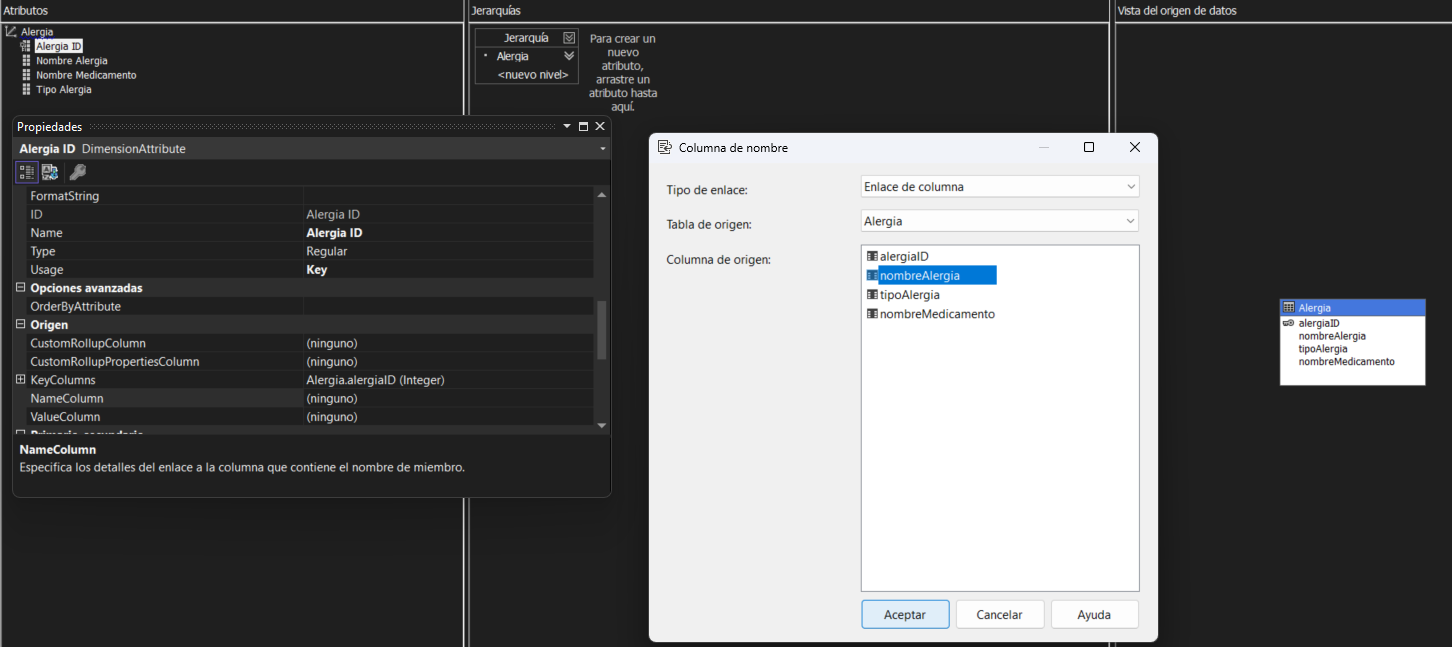 Atributos
Alergia
Alergia ID
Nombre Alergia
Nombre Medicamento
Tipo Alergia
Jerarquías
Jerarquía
Alergia
<nuevo nivel>
Para crear un
nuevo
atributo,
arrastre un
atributo hasta
aquí.
Vista del origen de datos
Alergia
alergiaID
nombreAlergia
tipoAlergia
nombreMedicamento
Propiedades
Alergia ID DimensionAttribute
FormatString
ID Alergia ID
Name Alergia ID
Type Regular
Usage Key
Opciones avanzadas
OrderByAttribute
Origen
CustomRollupColumn (ninguno)
CustomRollupPropertiesColumn (ninguno)
KeyColumns Alergia.alergiaID (Integer)
NameColumn (ninguno)
ValueColumn (ninguno)
NameColumn
Especifica los detalles del enlace a la columna que contiene el nombre de miembro.
Columna de nombre
Tipo de enlace: Enlace de columna
Tabla de origen: Alergia
Columna de origen:
alergiaID
nombreAlergia
tipoAlergia
nombreMedicamento
Aceptar Cancelar Ayuda